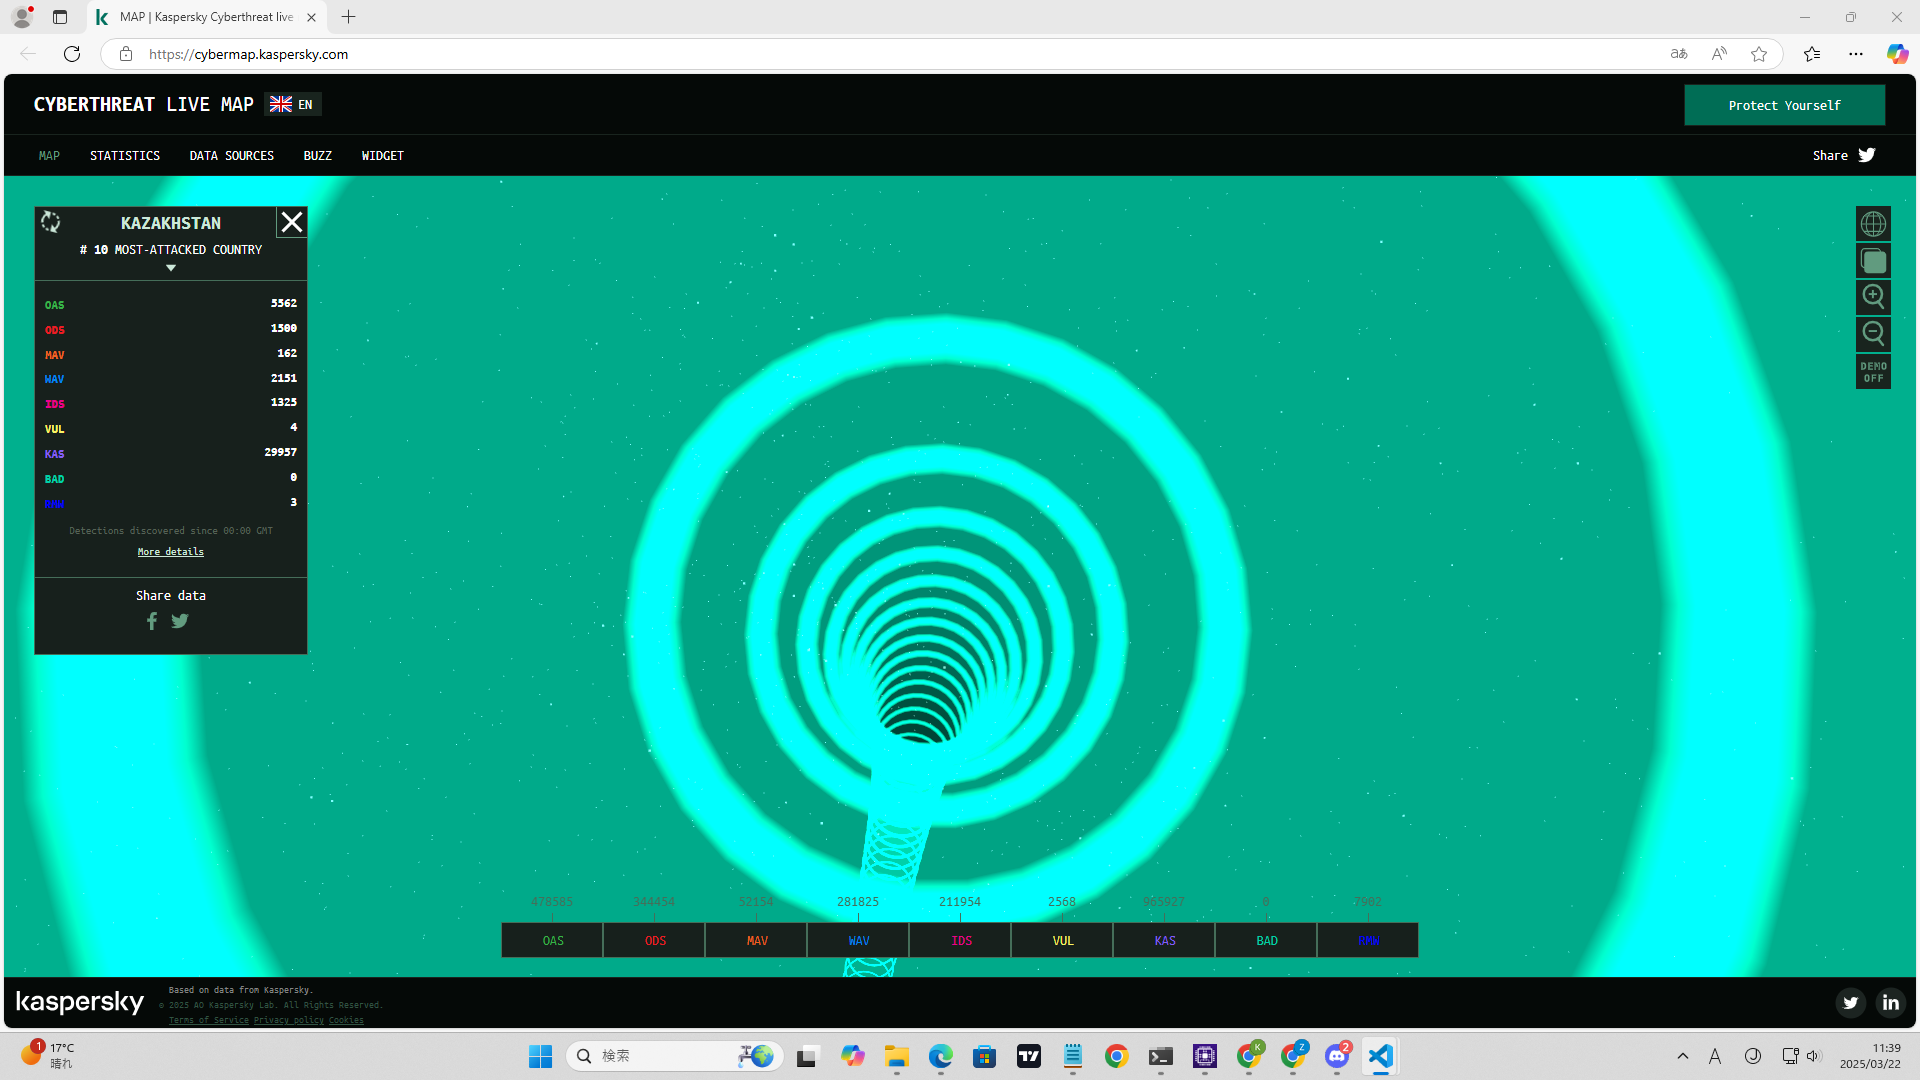 MAP | Kaspersky Cyberthreat live
https://cybermap.kaspersky.com
CYBERTHREAT LIVE MAP EN
Protect Yourself
MAP STATISTICS DATA SOURCES BUZZ WIDGET
Share
KAZAKHSTAN
# 10 MOST-ATTACKED COUNTRY
OAS 5562
ODS 1500
MAV 162
WAV 2151
IDS 1325
VUL 4
KAS 29957
BAD 0
RMW 3
Detections discovered since 00:00 GMT
More details
Share data
DEMO
OFF
478585 344454 52154 281825 211954 2568 965927 0 7902
OAS ODS MAV WAV IDS VUL KAS BAD RMW
kaspersky
Based on data from Kaspersky.
© 2025 AO Kaspersky Lab. All Rights Reserved.
Terms of Service Privacy policy Cookies
1
17°C
晴れ
検索
K
Z
2
A
11:39
2025/03/22